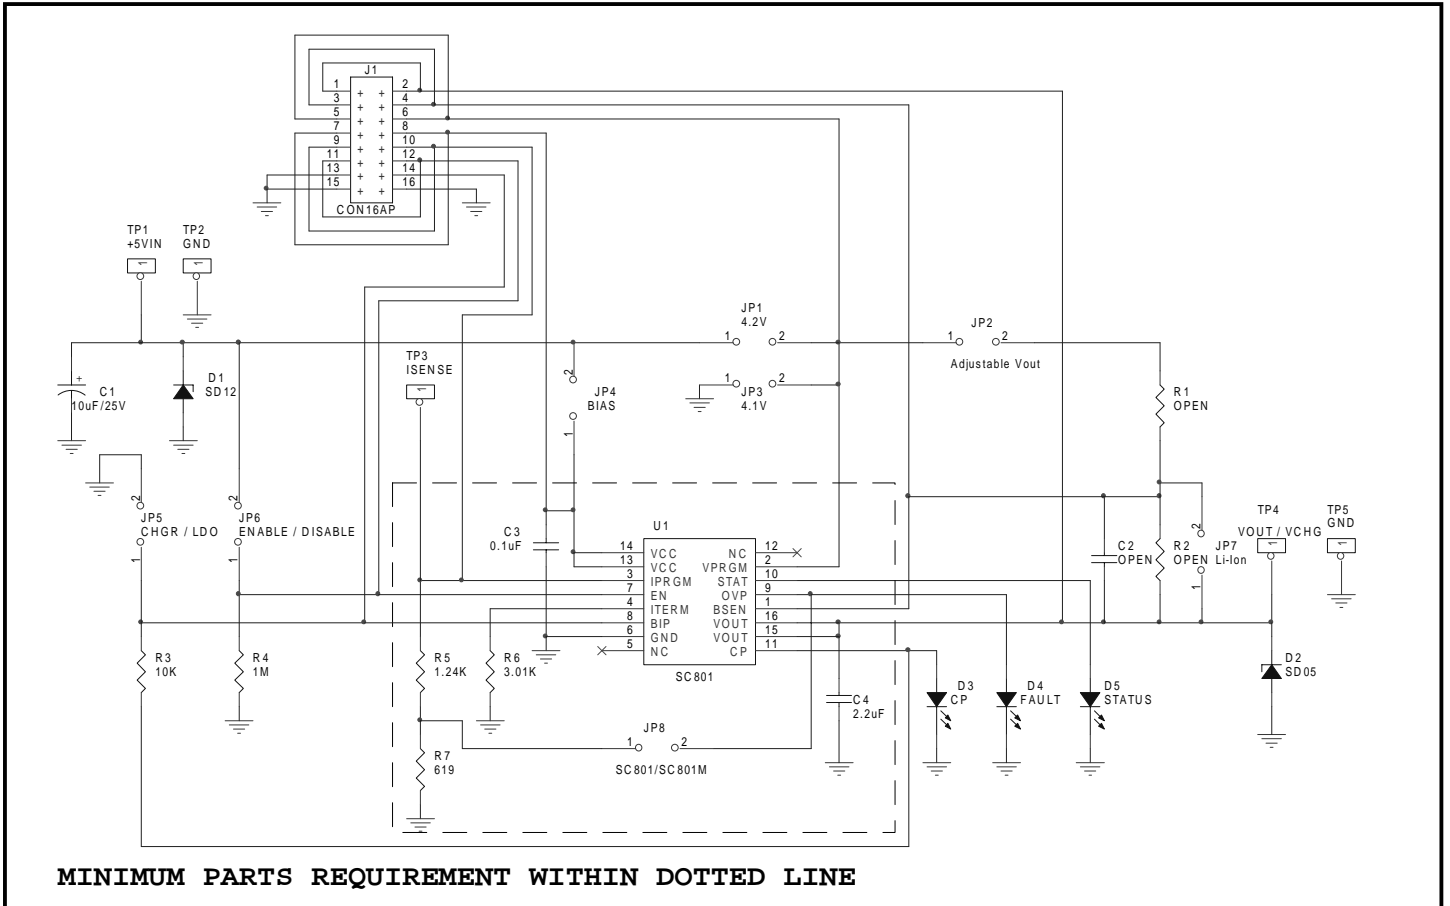 J1
1 2
3 4
5 6
7 8
9 10
11 12
13 14
15 16
CON16AP
TP1
+5VIN
1
TP2
GND
1
JP1
4.2V
1 2
JP2
1 2
Adjustable Vout
TP3
ISENSE
1
D1
SD12
+
C1
10uF/25V
2
JP4
BIAS
1
1 2
JP3
4.1V
R1
OPEN
2
JP5
CHGR / LDO
1
2
JP6
ENABLE / DISABLE
1
C3
0.1uF
U1
14 VCC NC 12
13 VCC VPRGM 2
3 IPRGM STAT 10
7 EN OVP 9
4 ITERM BSEN 1
8 BIP VOUT 16
6 GND VOUT 15
5 NC CP 11
SC801
C2
OPEN
R2
OPEN
2
JP7
Li-Ion
1
TP4
VOUT / VCHG
1
TP5
GND
1
R3
10K
R4
1M
R5
1.24K
R6
3.01K
R7
619
JP8
1 2
SC801/SC801M
C4
2.2uF
D3
CP
D4
FAULT
D5
STATUS
D2
SD05
MINIMUM PARTS REQUIREMENT WITHIN DOTTED LINE